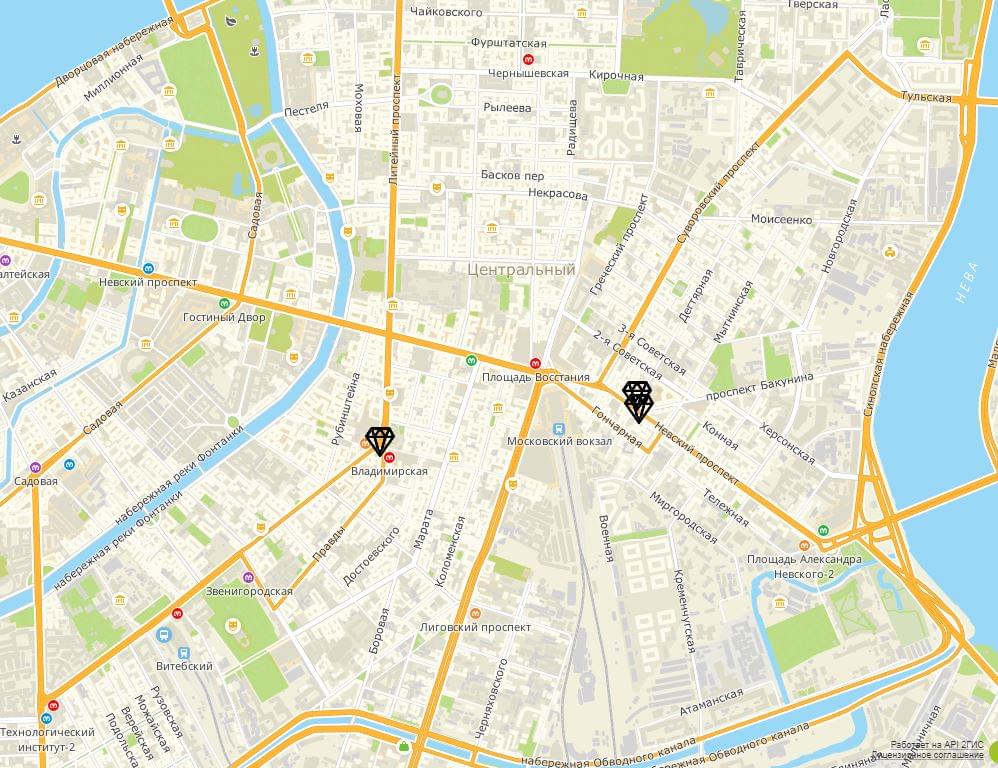 Чайковского
Тверская
Фурштатская
Дворцовая набережная
Миллионная
Чернышевская
Кирочная
Таврическая
Пестеля
Моховая
Литейный проспект
Рылеева
Радищева
Тульская
Басков пер
Некрасова
Суворовский проспект
Садовая
Греческий проспект
Моисеенко
Новгородская
Невский проспект
Центральный
Дегтярная
Мытнинская
НЕВА
Гостиный Двор
3-я Советская
2-я Советская
Синопская набережная
Казанская
Площадь Восстания
проспект Бакунина
Рубинштейна
Садовая
Гончарная
Невский проспект
Конная
Херсонская
Московский вокзал
Владимирская
Садовая
набережная реки Фонтанки
набережная реки Фонтанки
Марата
Коломенская
Правды
Достоевского
Миргородская
Тележная
Военная
Площадь Александра
Невского-2
Звенигородская
Кременчугская
Боровая
Лиговский проспект
Витебский
Черняховского
Атаманская
Рузовская
Можайская
Верейская
Технологический
институт-2
набережная Обводного канала
набережная Обводного канала
Работает на API 2ГИС
Лицензионное соглашение